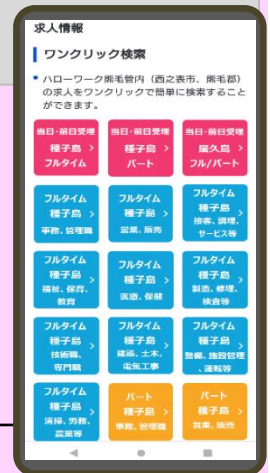 求人情報
ワンクリック検索
• ハローワーク熊毛管内（西之表市、熊毛郡）
の求人をワンクリックで簡単に検索すること
ができます。
当日・前日受理
種子島 >
フルタイム
当日・前日受理
種子島 >
パート
当日・前日受理
屋久島 >
フル/パート
フルタイム
種子島 >
事務、管理職
フルタイム
種子島 >
営業、販売
フルタイム
種子島 >
接客、調理、
サービス等
フルタイム
種子島 >
福祉、保育、
教育
フルタイム
種子島 >
医療、保健
フルタイム
種子島 >
製造、修理、
検査等
フルタイム
種子島 >
技術職、
専門職
フルタイム
種子島 >
建築、土木、
電気工事
フルタイム
種子島 >
警備、施設管理
、運転等
フルタイム
種子島 >
清掃、労務、
農業等
パート
種子島 >
事務、管理職
パート
種子島 >
営業、販売